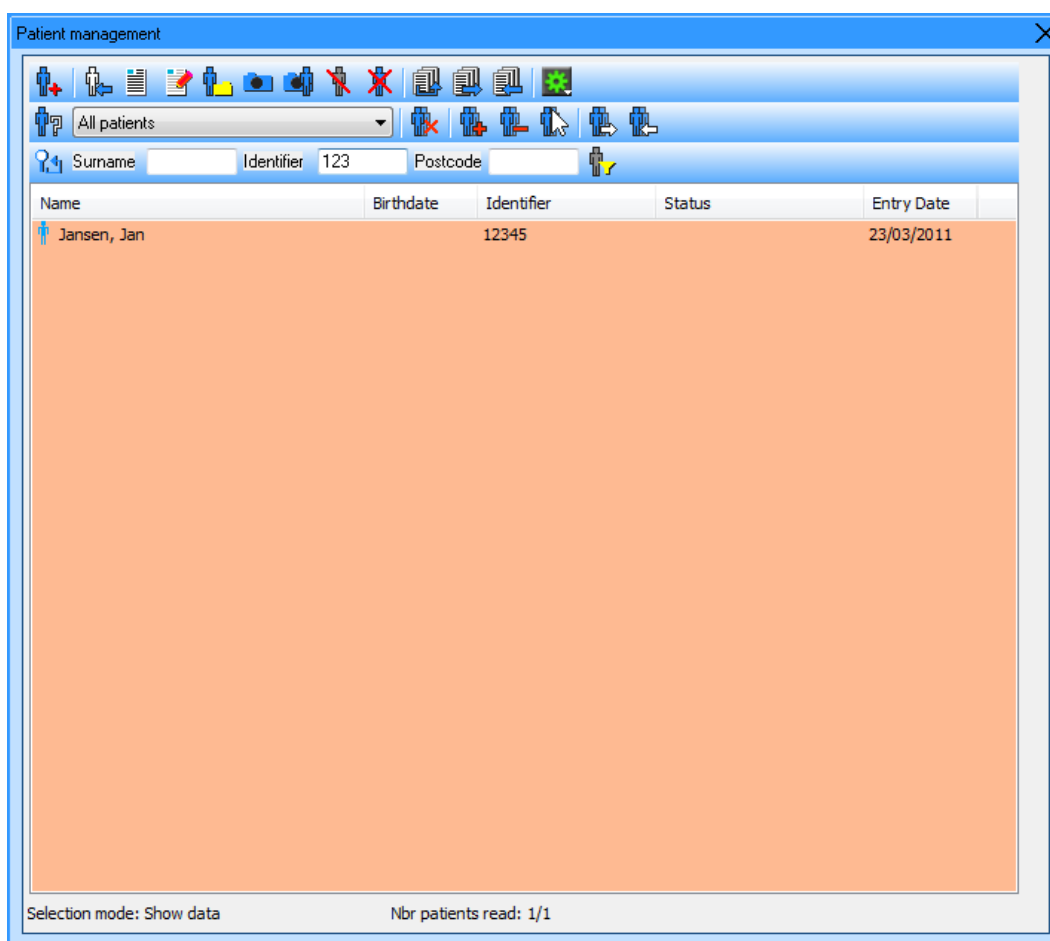 Patient management
All patients
Surname Identifier 123 Postcode
Name Birthdate Identifier Status Entry Date
Jansen, Jan 12345 23/03/2011
Selection mode: Show data Nbr patients read: 1/1